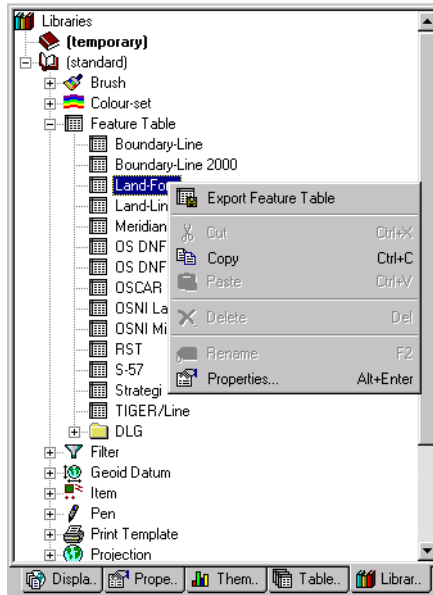 Libraries
(temporary)
(standard)
Brush
Colour-set
Feature Table
Boundary-Line
Boundary-Line 2000
Land-For
Export Feature Table
Land-Lin
Cut Ctrl+X
Meridian
OS DNF
Copy Ctrl+C
OS DNF
Paste Ctrl+V
OSCAR
OSNI La
Delete Del
OSNI Mi
RST
Rename F2
S-57
Properties... Alt+Enter
Strategi
TIGER/Line
DLG
Filter
Geoid Datum
Item
Pen
Print Template
Projection
Displa.. Prope.. Them.. Table.. Librar..